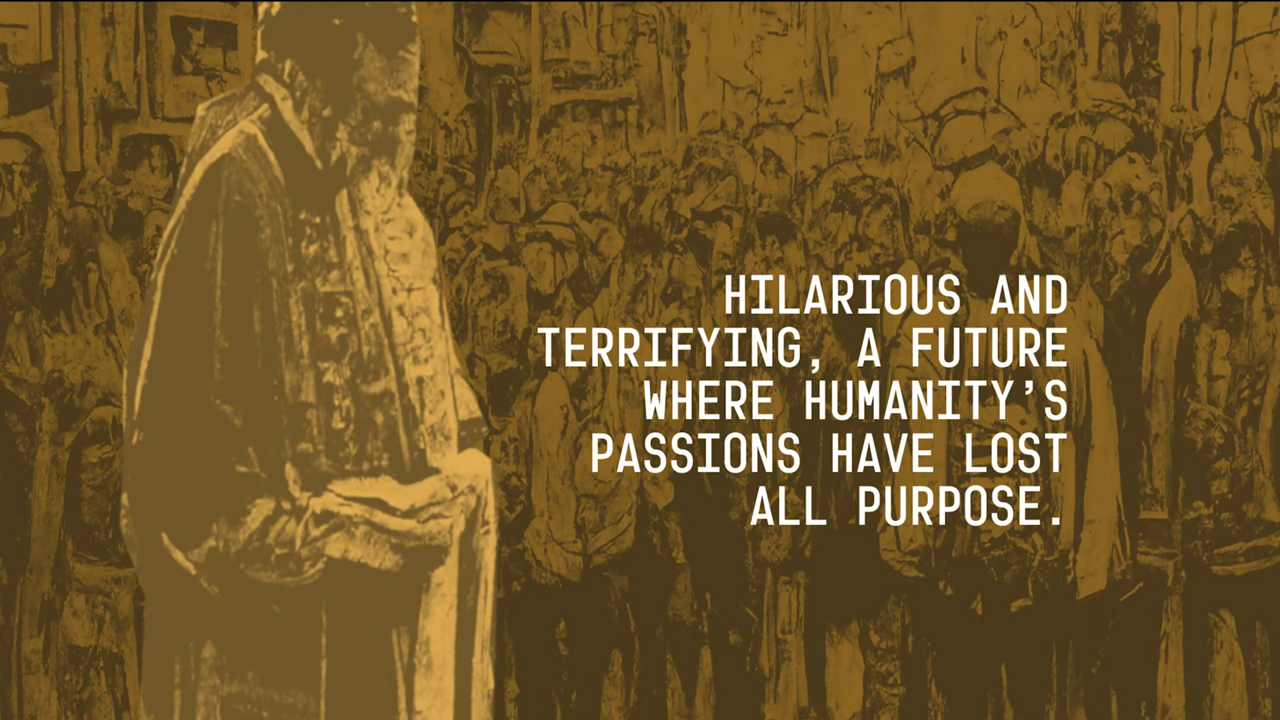 HILARIOUS AND
TERRIFYING, A FUTURE
WHERE HUMANITY’S
PASSIONS HAVE LOST
ALL PURPOSE.